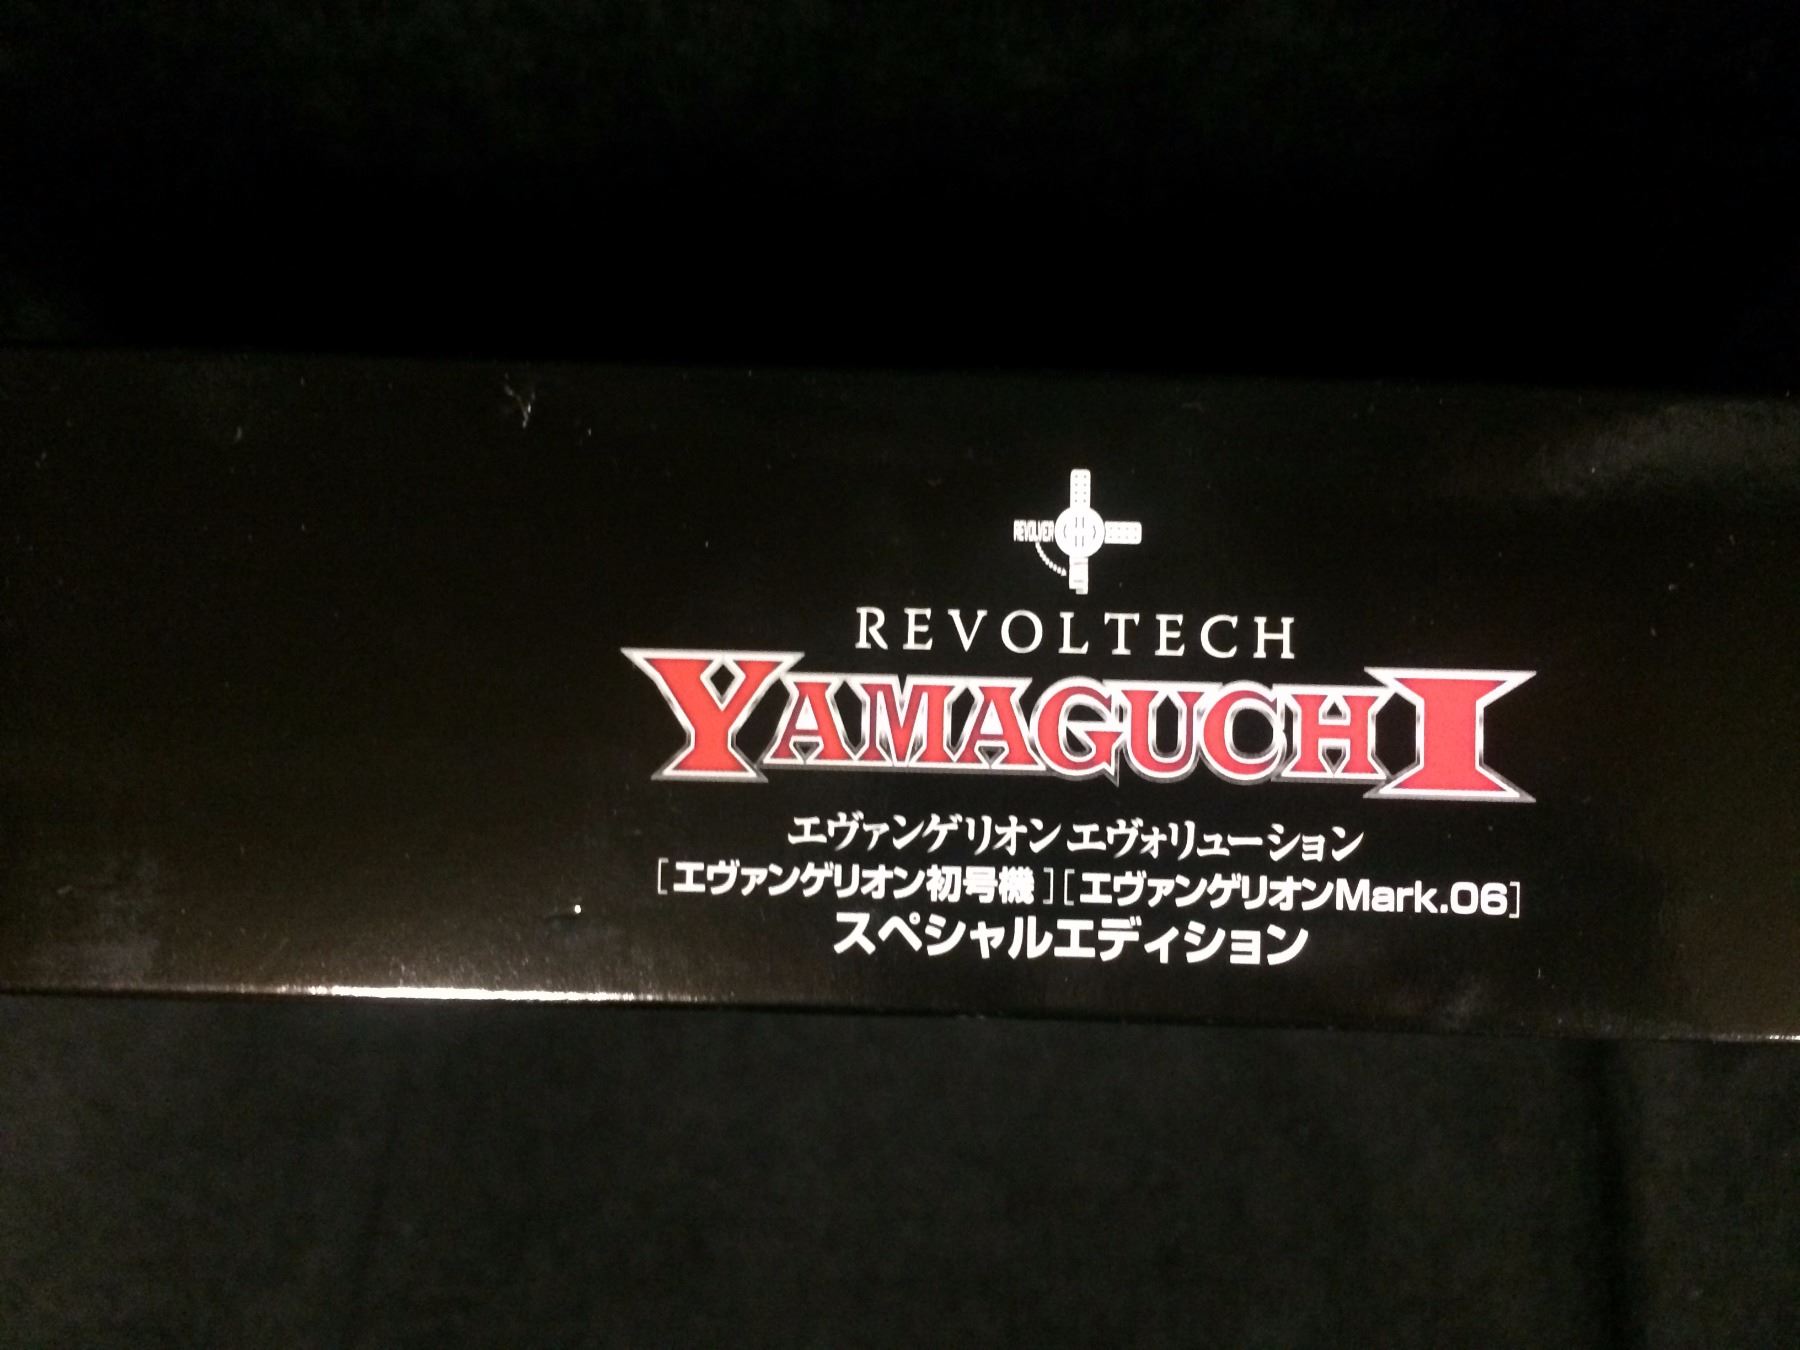 REVOLVER
REVOLTECH
YAMAGUCHI
エヴァンゲリオン エヴォリューション
[エヴァンゲリオン初号機][エヴァンゲリオンMark.06]
スペシャルエディション